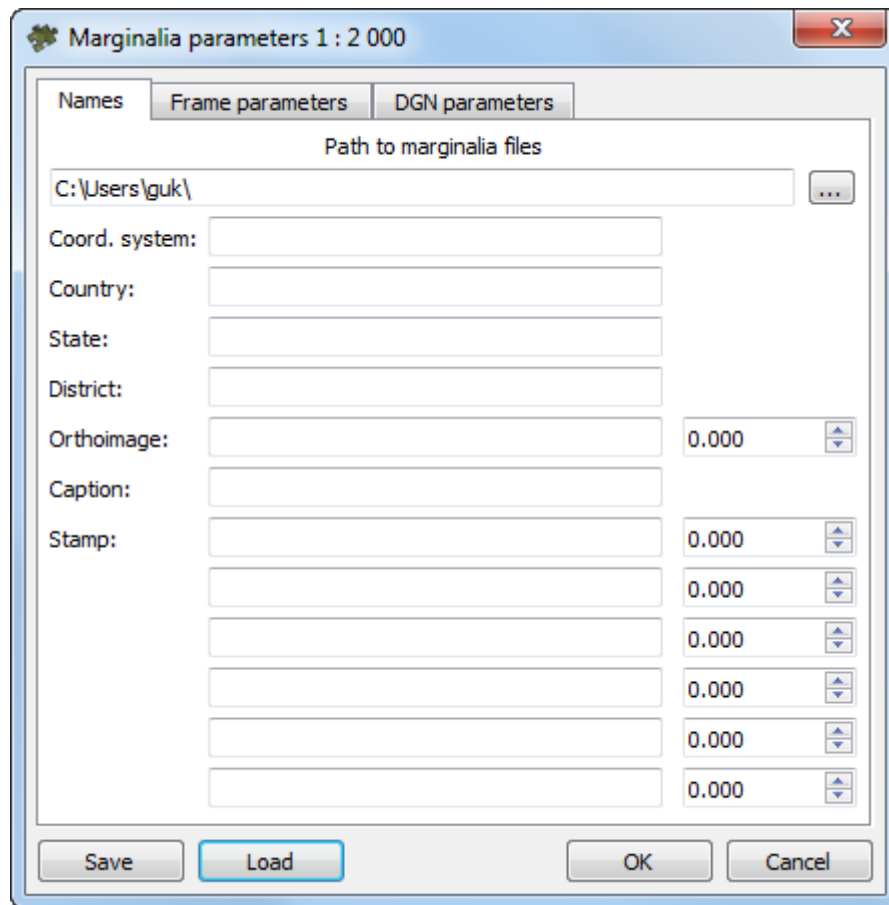 Marginalia parameters 1 : 2 000
Names Frame parameters DGN parameters
Path to marginalia files
C:\Users\guk\ ...
Coord. system:
Country:
State:
District:
Orthoimage: 0.000
Caption:
Stamp: 0.000
0.000
0.000
0.000
0.000
0.000
Save Load OK Cancel